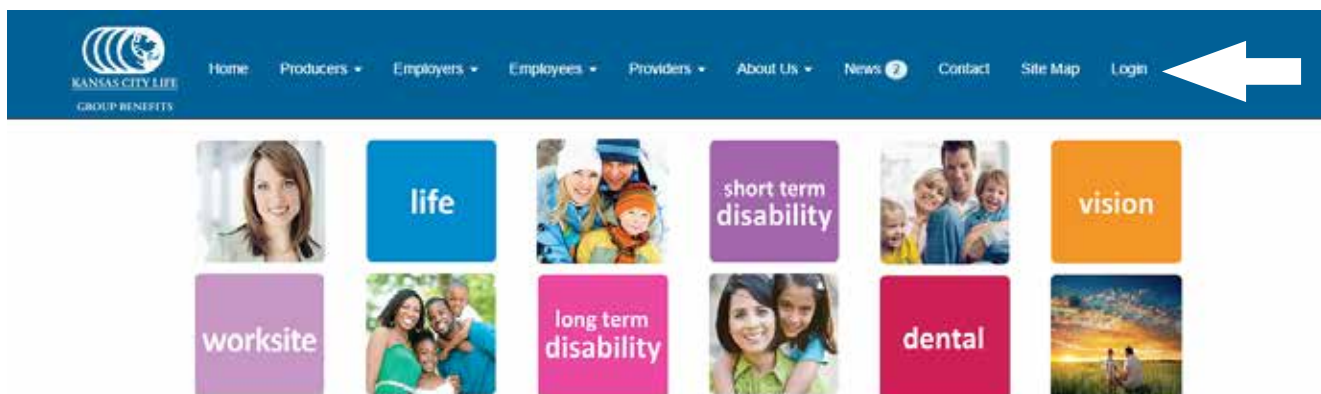 KANSAS CITY LIFE
GROUP BENEFITS
Home Producers Employers Employees Providers About Us News 2 Contact Site Map Login
life
short term
disability
vision
worksite
long term
disability
dental